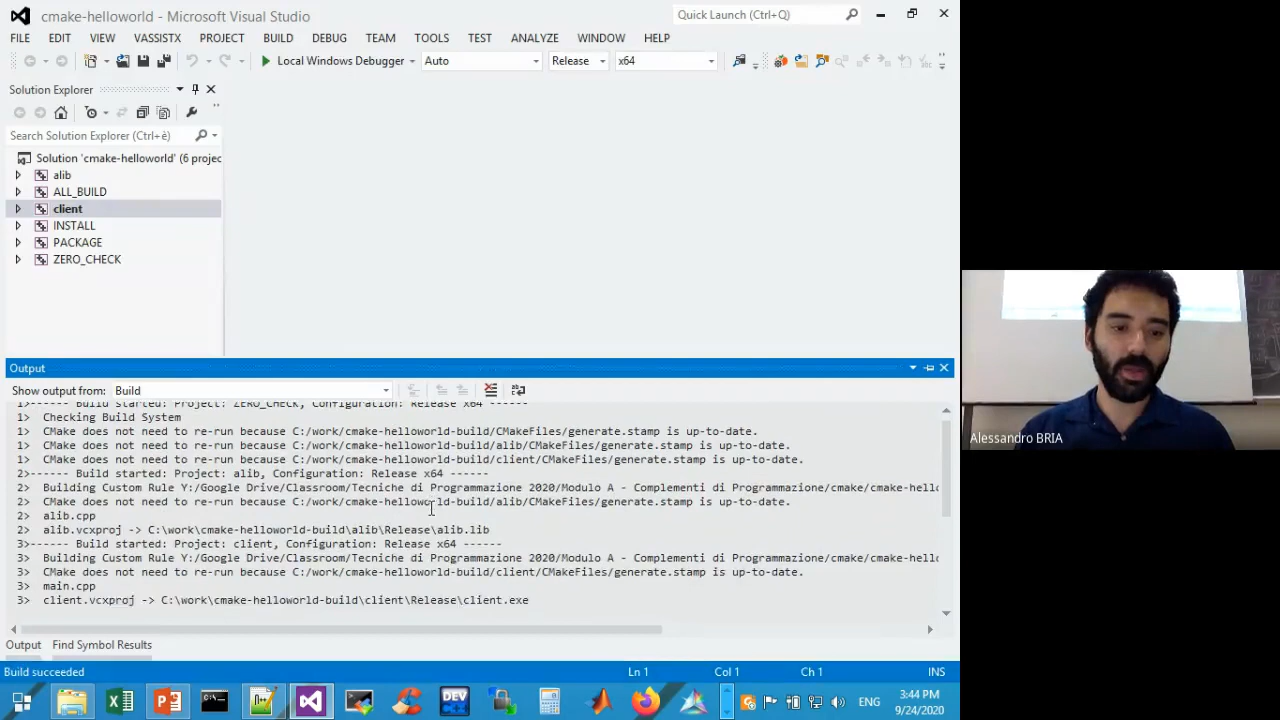 cmake-helloworld - Microsoft Visual Studio
Quick Launch (Ctrl+Q)
FILE EDIT VIEW VASSISTX PROJECT BUILD DEBUG TEAM TOOLS TEST ANALYZE WINDOW HELP
Local Windows Debugger Auto Release x64
Solution Explorer
Search Solution Explorer (Ctrl+è)
Solution 'cmake-helloworld' (6 projec
alib
ALL_BUILD
client
INSTALL
PACKAGE
ZERO_CHECK
Output
Show output from: Build
1>------ Build started: Project: ZERO_CHECK, Configuration: Release x64 ------
1> Checking Build System
1> CMake does not need to re-run because C:/work/cmake-helloworld-build/CMakeFiles/generate.stamp is up-to-date.
1> CMake does not need to re-run because C:/work/cmake-helloworld-build/alib/CMakeFiles/generate.stamp is up-to-date.
1> CMake does not need to re-run because C:/work/cmake-helloworld-build/client/CMakeFiles/generate.stamp is up-to-date.
2>------ Build started: Project: alib, Configuration: Release x64 ------
2> Building Custom Rule Y:/Google Drive/Classroom/Tecniche di Programmazione 2020/Modulo A - Complementi di Programmazione/cmake/cmake-hello
2> CMake does not need to re-run because C:/work/cmake-helloworld-build/alib/CMakeFiles/generate.stamp is up-to-date.
2> alib.cpp
2> alib.vcxproj -> C:\work\cmake-helloworld-build\alib\Release\alib.lib
3>------ Build started: Project: client, Configuration: Release x64 ------
3> Building Custom Rule Y:/Google Drive/Classroom/Tecniche di Programmazione 2020/Modulo A - Complementi di Programmazione/cmake/cmake-hello
3> CMake does not need to re-run because C:/work/cmake-helloworld-build/client/CMakeFiles/generate.stamp is up-to-date.
3> main.cpp
3> client.vcxproj -> C:\work\cmake-helloworld-build\client\Release\client.exe
Output Find Symbol Results
Build succeeded Ln 1 Col 1 Ch 1 INS
DEV
ENG
3:44 PM
9/24/2020
Alessandro BRIA